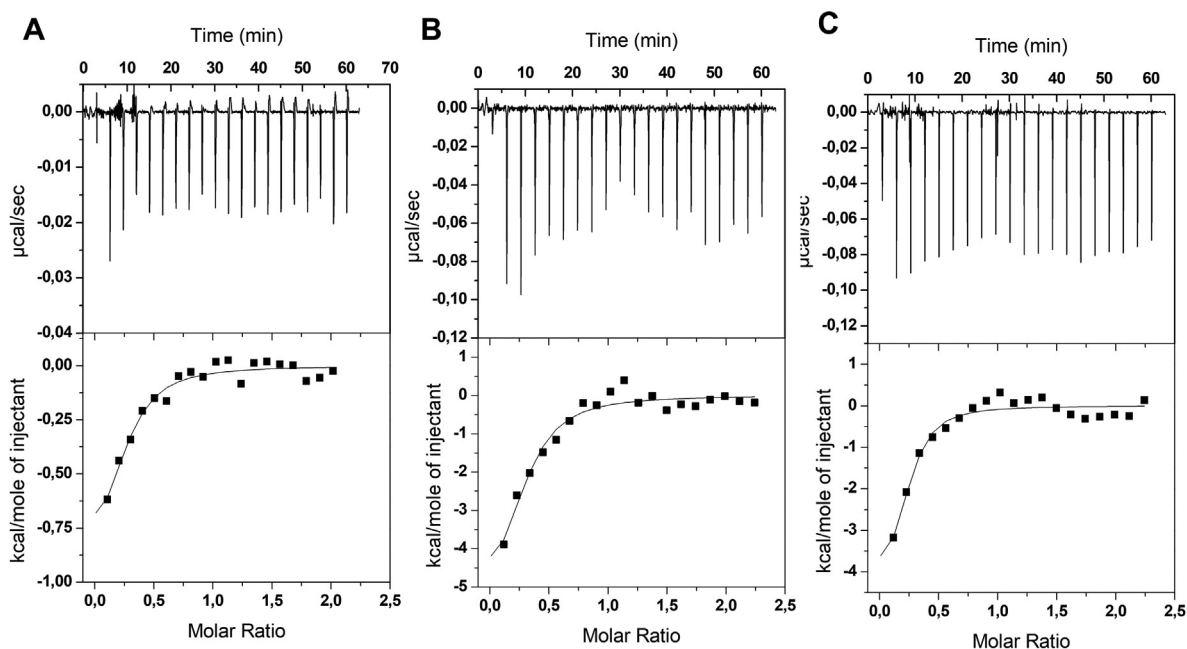 A
Time (min)
0 10 20 30 40 50 60 70
0,00
-0,01
-0,02
-0,03
-0,04
µcal/sec
0,00
-0,25
-0,50
-0,75
-1,00
kcal/mole of injectant
0,0 0,5 1,0 1,5 2,0 2,5
Molar Ratio
B
Time (min)
0 10 20 30 40 50 60
0,00
-0,02
-0,04
-0,06
-0,08
-0,10
-0,12
µcal/sec
1
0
-1
-2
-3
-4
-5
kcal/mole of injectant
0,0 0,5 1,0 1,5 2,0 2,5
Molar Ratio
C
Time (min)
0 10 20 30 40 50 60
0,00
-0,02
-0,04
-0,06
-0,08
-0,10
-0,12
µcal/sec
1
0
-1
-2
-3
-4
kcal/mole of injectant
0,0 0,5 1,0 1,5 2,0 2,5
Molar Ratio